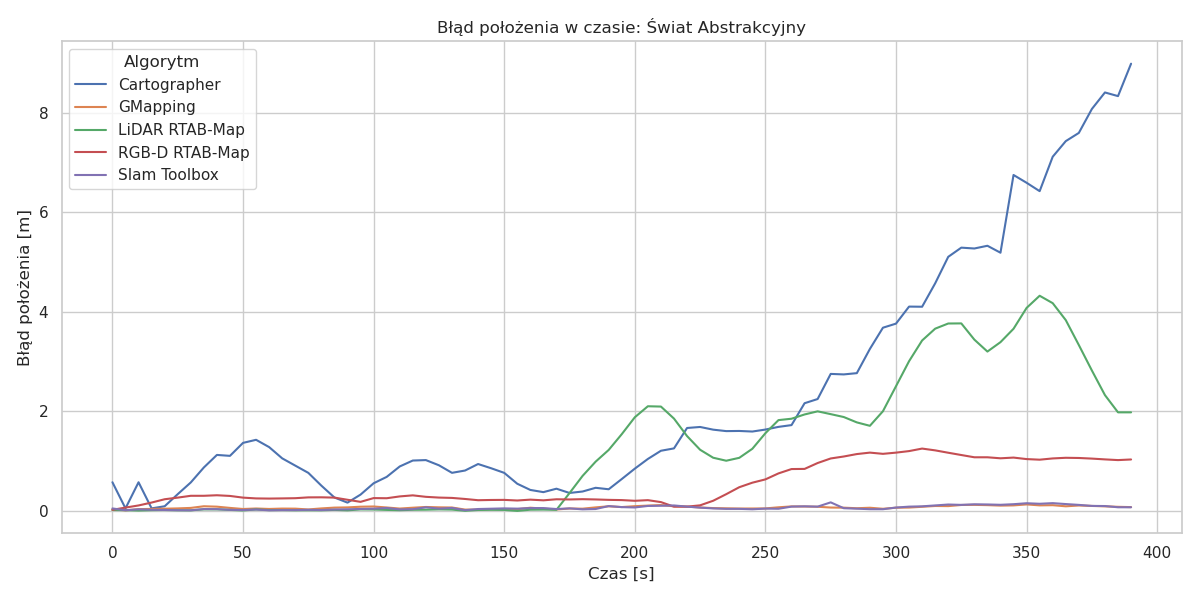 Błąd położenia w czasie: Świat Abstrakcyjny
Algorytm
Cartographer
GMapping
LiDAR RTAB-Map
RGB-D RTAB-Map
Slam Toolbox
Błąd położenia [m]
8
6
4
2
0
0 50 100 150 200 250 300 350 400
Czas [s]